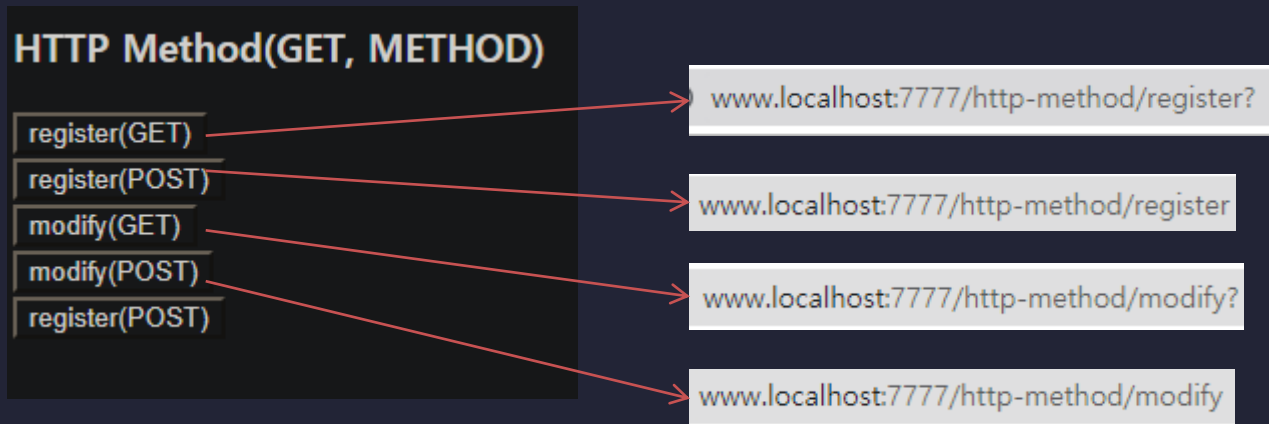 HTTP Method(GET, METHOD)
register(GET)
register(POST)
modify(GET)
modify(POST)
register(POST)
www.localhost:7777/http-method/register?
www.localhost:7777/http-method/register
www.localhost:7777/http-method/modify?
www.localhost:7777/http-method/modify